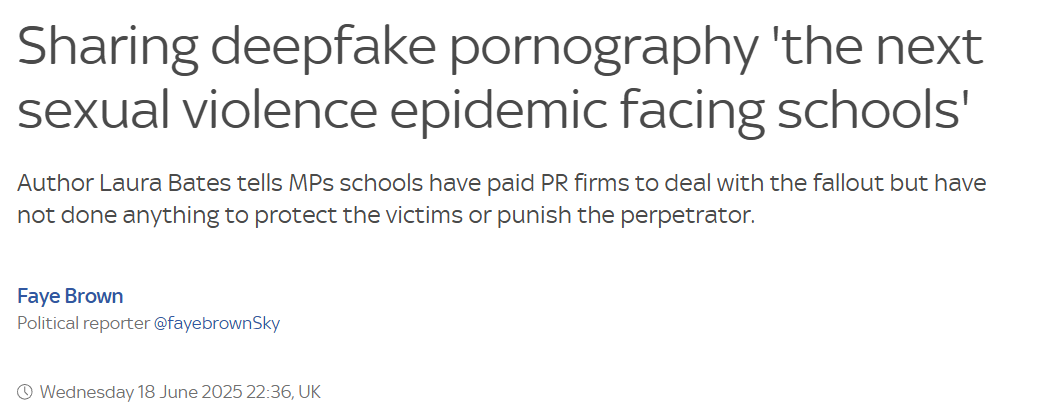 Sharing deepfake pornography 'the next
sexual violence epidemic facing schools'
Author Laura Bates tells MPs schools have paid PR firms to deal with the fallout but have
not done anything to protect the victims or punish the perpetrator.
Faye Brown
Political reporter @fayebrownSky
Wednesday 18 June 2025 22:36, UK